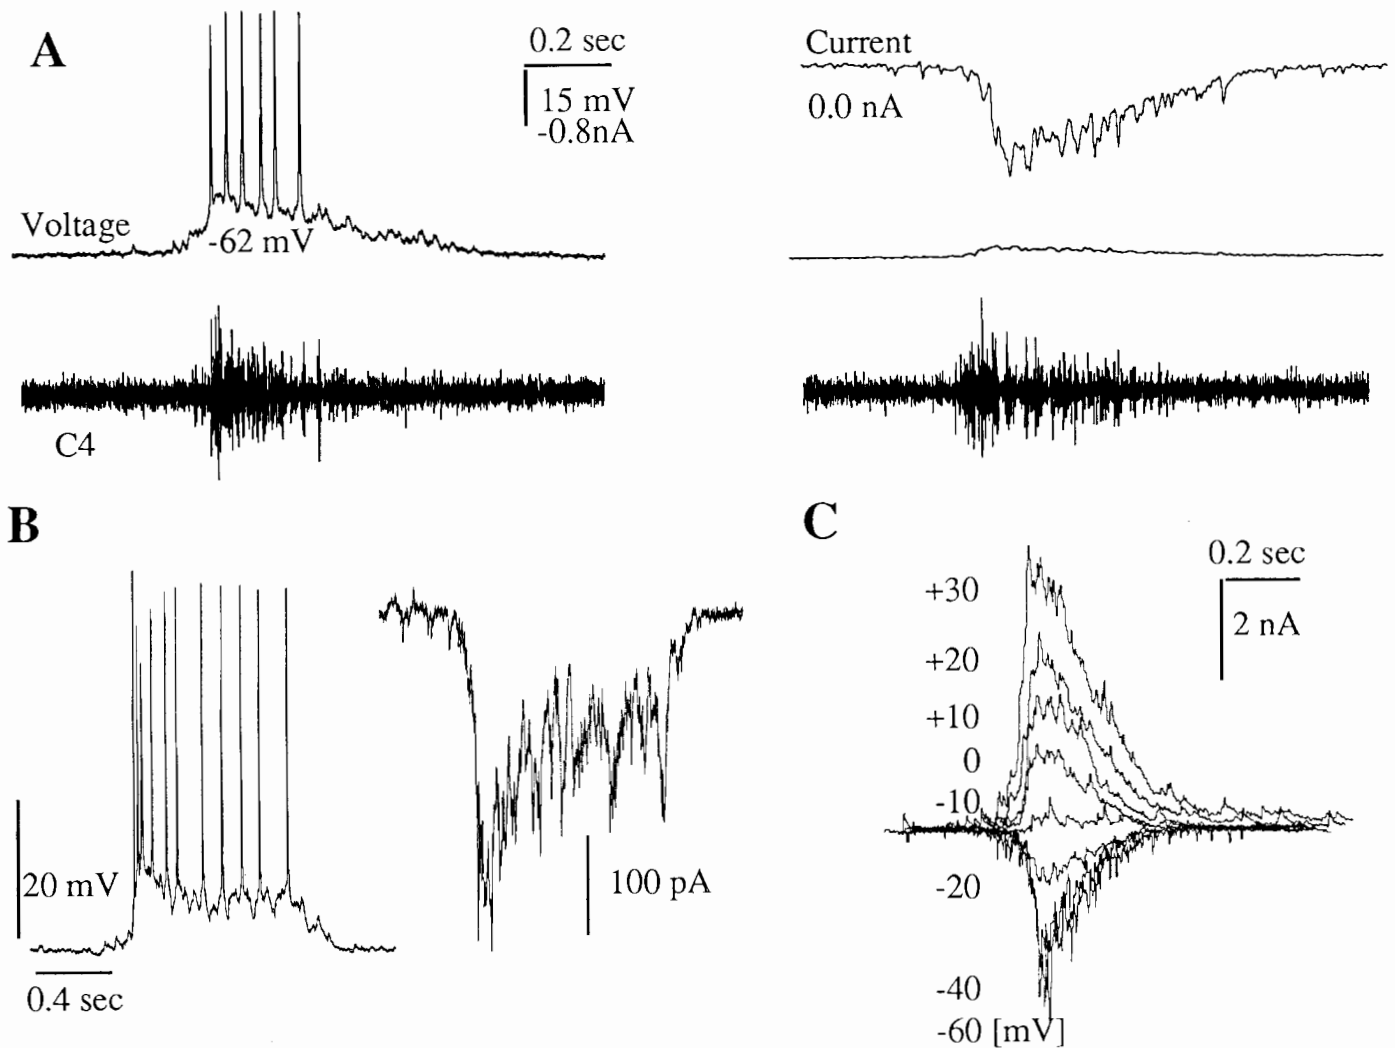 A
0.2 sec
15 mV
-0.8nA
Voltage
-62 mV
C4
Current
0.0 nA
B
20 mV
0.4 sec
100 pA
C
0.2 sec
2 nA
+30
+20
+10
0
-10
-20
-40
-60 [mV]